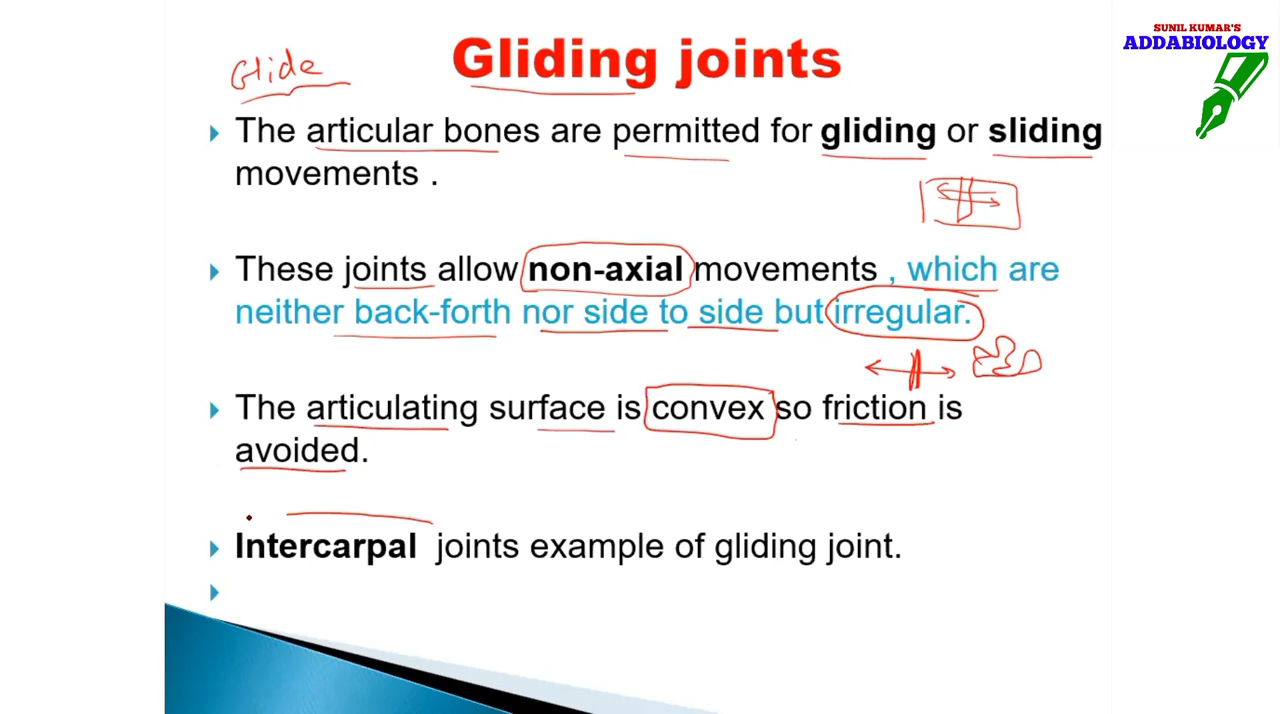 SUNIL KUMAR'S
ADDABIOLOGY
Gliding joints
Glide
The articular bones are permitted for gliding or sliding
movements .
These joints allow non-axial movements , which are
neither back-forth nor side to side but irregular.
The articulating surface is convex so friction is
avoided.
Intercarpal joints example of gliding joint.